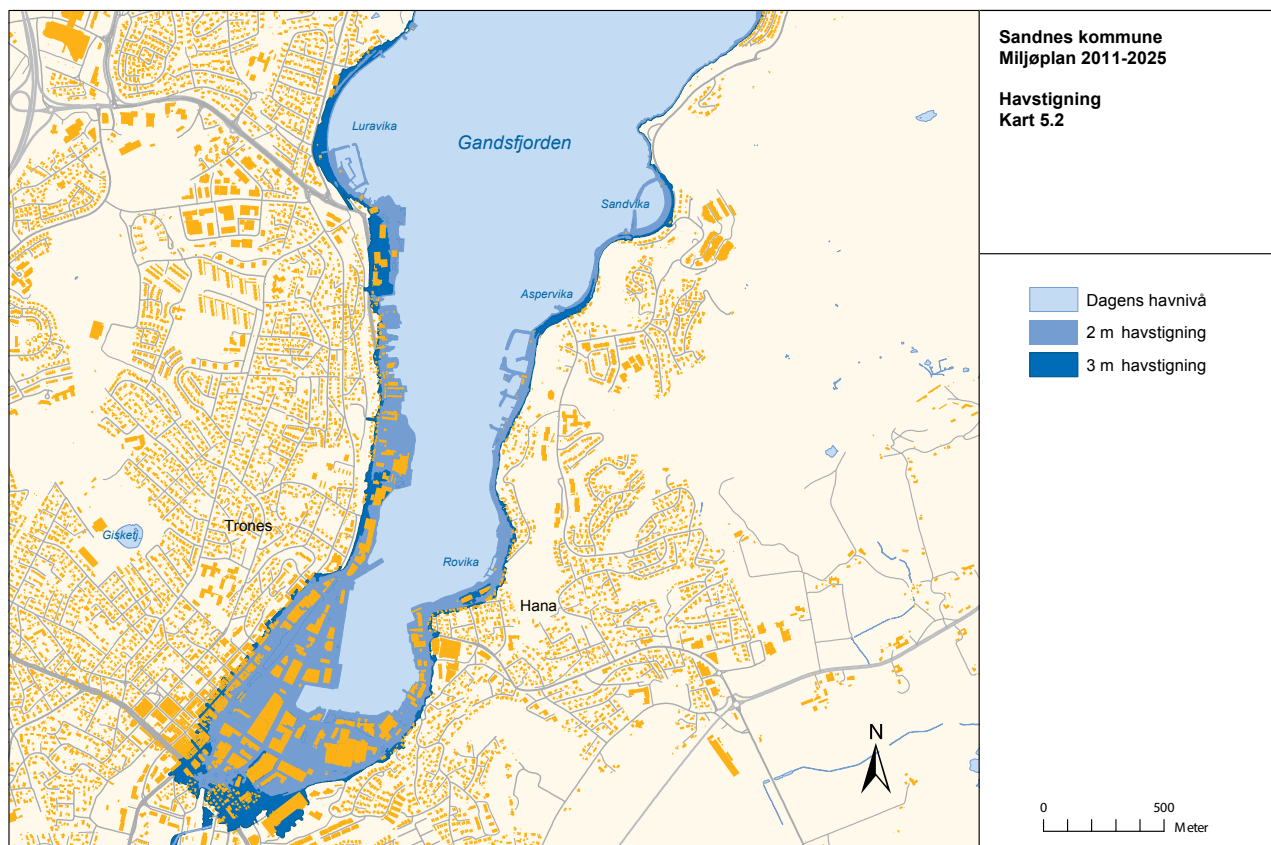 Sandnes kommune
Miljøplan 2011-2025
Havstigning
Kart 5.2
Luravika
Gandsfjorden
Sandvika
Aspervika
Trones
Gisketj.
Rovika
Hana
Dagens havnivå
2 m havstigning
3 m havstigning
N
0 500
Meter